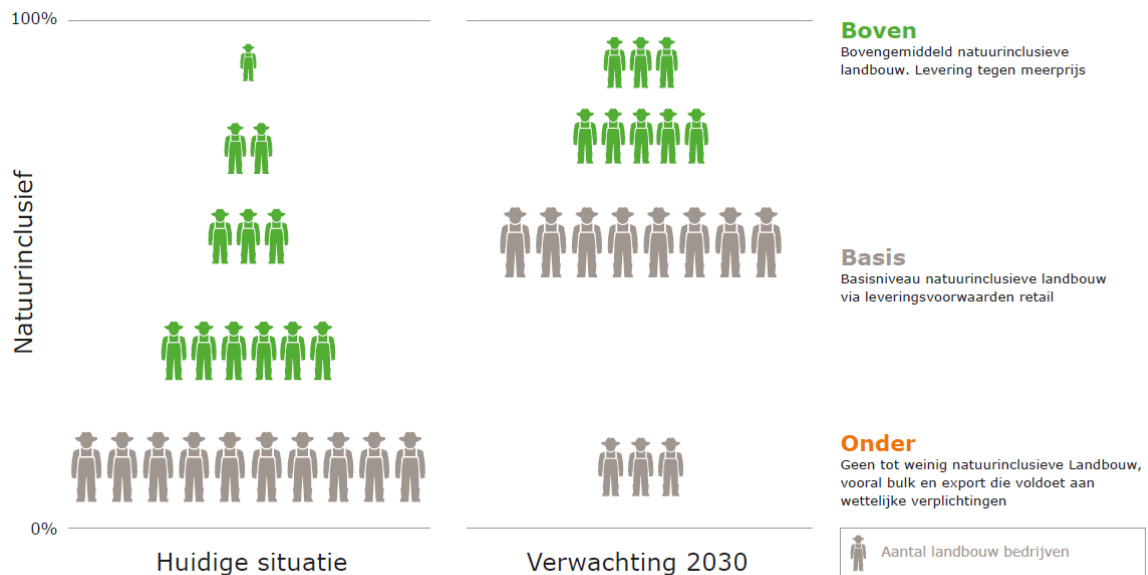 100%
Natuurinclusief
0%
Huidige situatie
Verwachting 2030
Boven
Bovengemiddeld natuurinclusieve
landbouw. Levering tegen meerprijs
Basis
Basisniveau natuurinclusieve landbouw
via leveringsvoorwaarden retail
Onder
Geen tot weinig natuurinclusieve Landbouw,
vooral bulk en export die voldoet aan
wettelijke verplichtingen
Aantal landbouw bedrijven